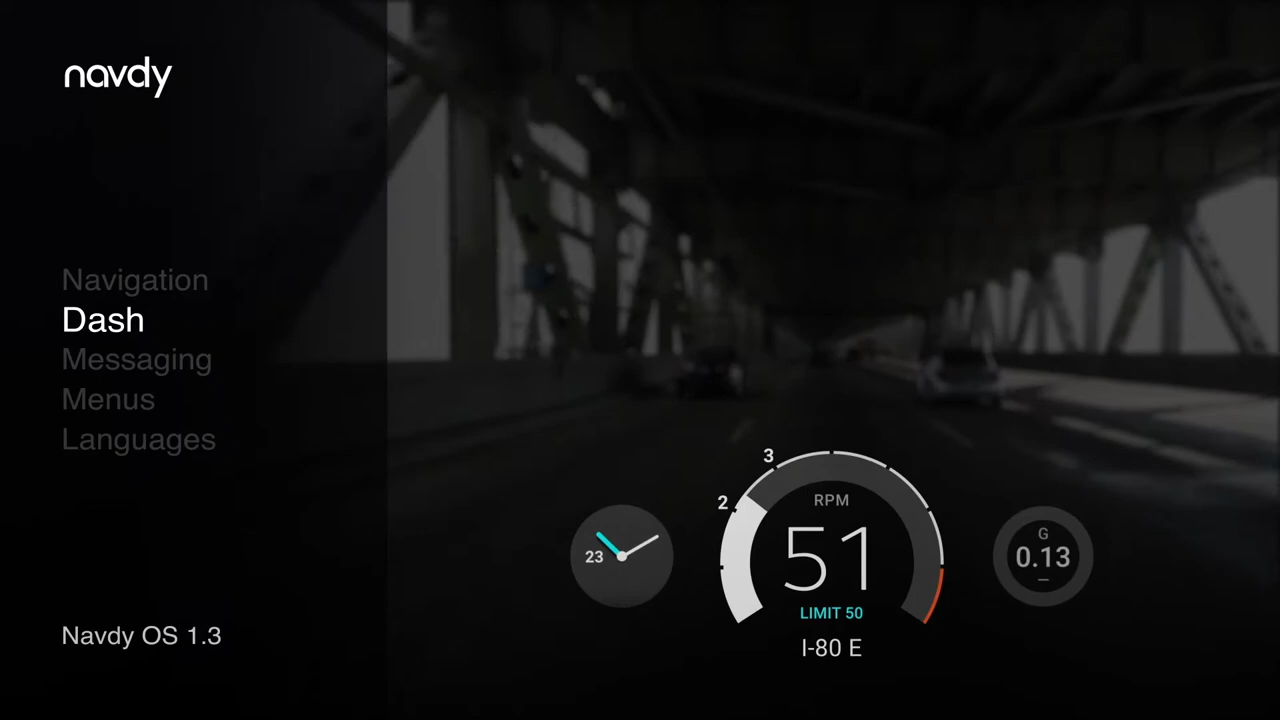 navdy
Navigation
Dash
Messaging
Menus
Languages
Navdy OS 1.3
23
2
3
RPM
51
LIMIT 50
I-80 E
G
0.13